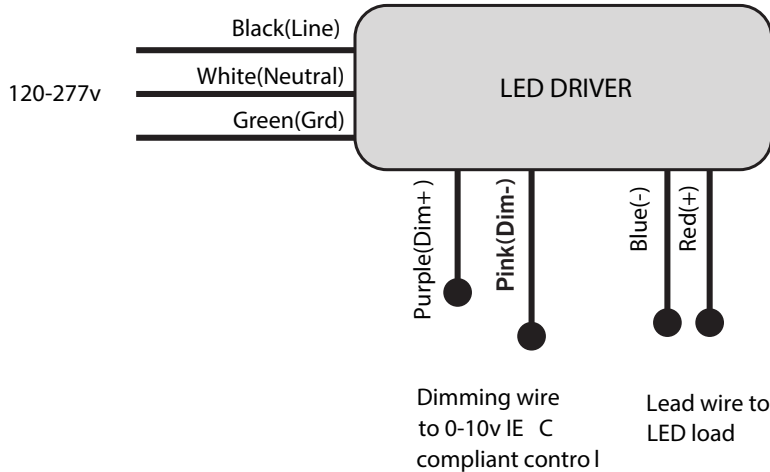 Black(Line)
White(Neutral)
120-277v
Green(Grd)
LED DRIVER
Purple(Dim+)
Pink(Dim-)
Blue(-)
Red(+)
Dimming wire
to 0-10v IE C
compliant control
Lead wire to
LED load